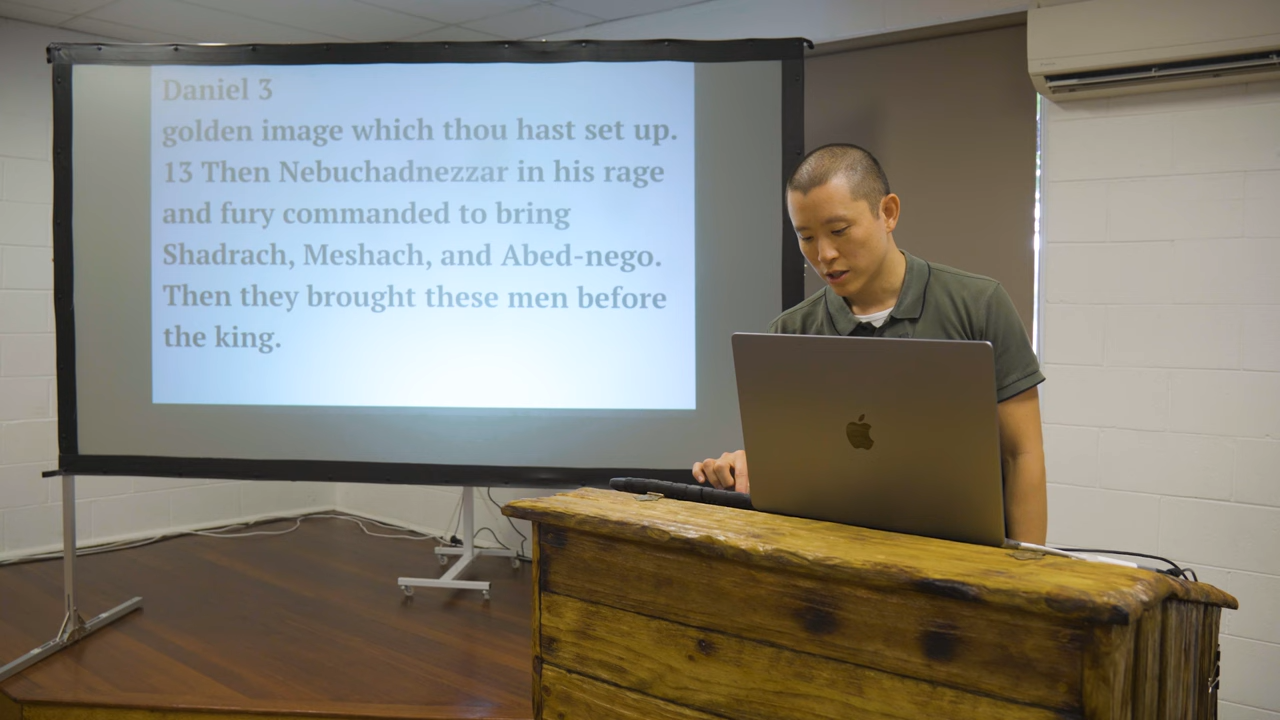 Daniel 3
golden image which thou hast set up.
13 Then Nebuchadnezzar in his rage
and fury commanded to bring
Shadrach, Meshach, and Abed-nego.
Then they brought these men before
the king.